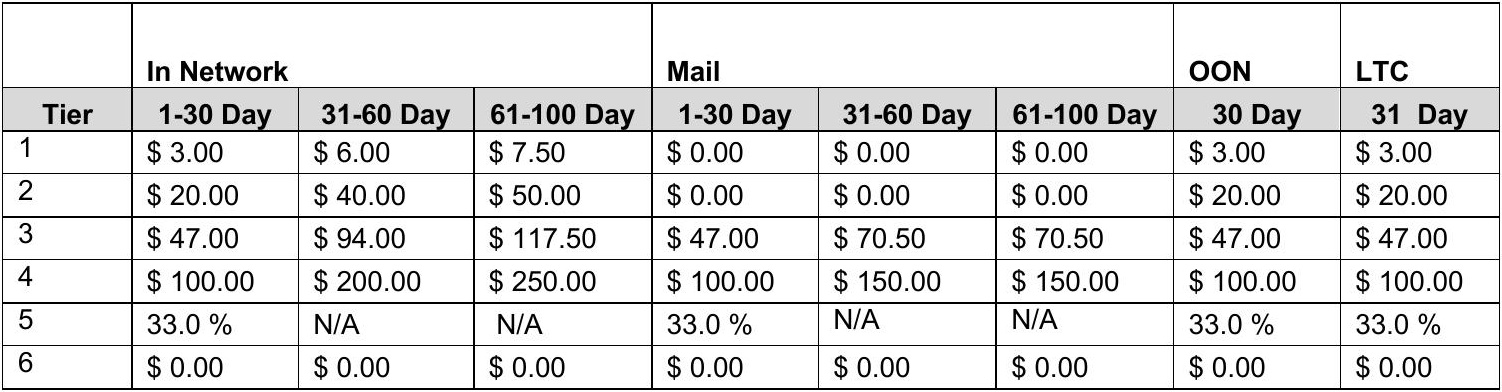 In Network Mail OON LTC
Tier 1-30 Day 31-60 Day 61-100 Day 1-30 Day 31-60 Day 61-100 Day 30 Day 31 Day
1 $ 3.00 $ 6.00 $ 7.50 $ 0.00 $ 0.00 $ 0.00 $ 3.00 $ 3.00
2 $ 20.00 $ 40.00 $ 50.00 $ 0.00 $ 0.00 $ 0.00 $ 20.00 $ 20.00
3 $ 47.00 $ 94.00 $ 117.50 $ 47.00 $ 70.50 $ 70.50 $ 47.00 $ 47.00
4 $ 100.00 $ 200.00 $ 250.00 $ 100.00 $ 150.00 $ 150.00 $ 100.00 $ 100.00
5 33.0 % N/A N/A 33.0 % N/A N/A 33.0 % 33.0 %
6 $ 0.00 $ 0.00 $ 0.00 $ 0.00 $ 0.00 $ 0.00 $ 0.00 $ 0.00